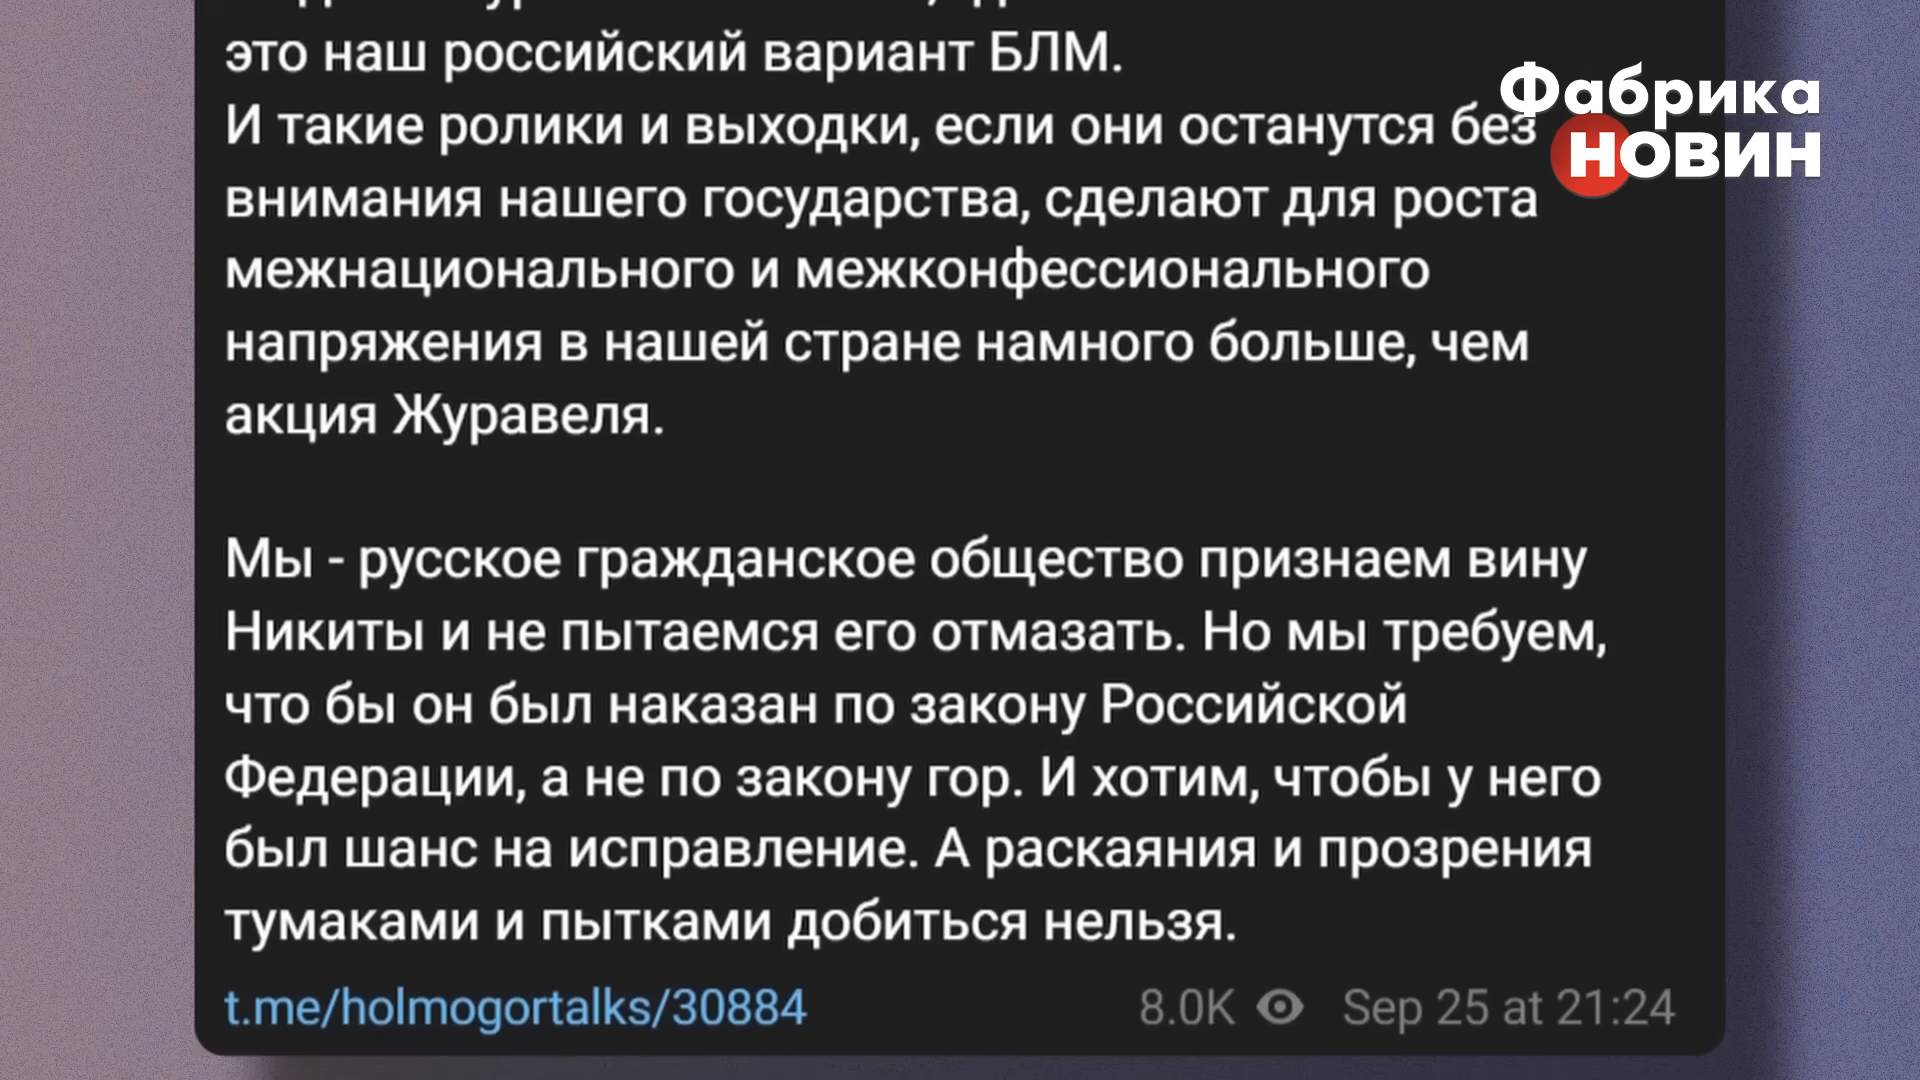 это наш российский вариант БЛМ.
И такие ролики и выходки, если они останутся без
внимания нашего государства, сделают для роста
межнационального и межконфессионального
напряжения в нашей стране намного больше, чем
акция Журавеля.
Мы - русское гражданское общество признаем вину
Никиты и не пытаемся его отмазать. Но мы требуем,
что бы он был наказан по закону Российской
Федерации, а не по закону гор. И хотим, чтобы у него
был шанс на исправление. А раскаяния и прозрения
тумаками и пытками добиться нельзя.
t.me/holmogortalks/30884
8.0K Sep 25 at 21:24
Фабрика
новин